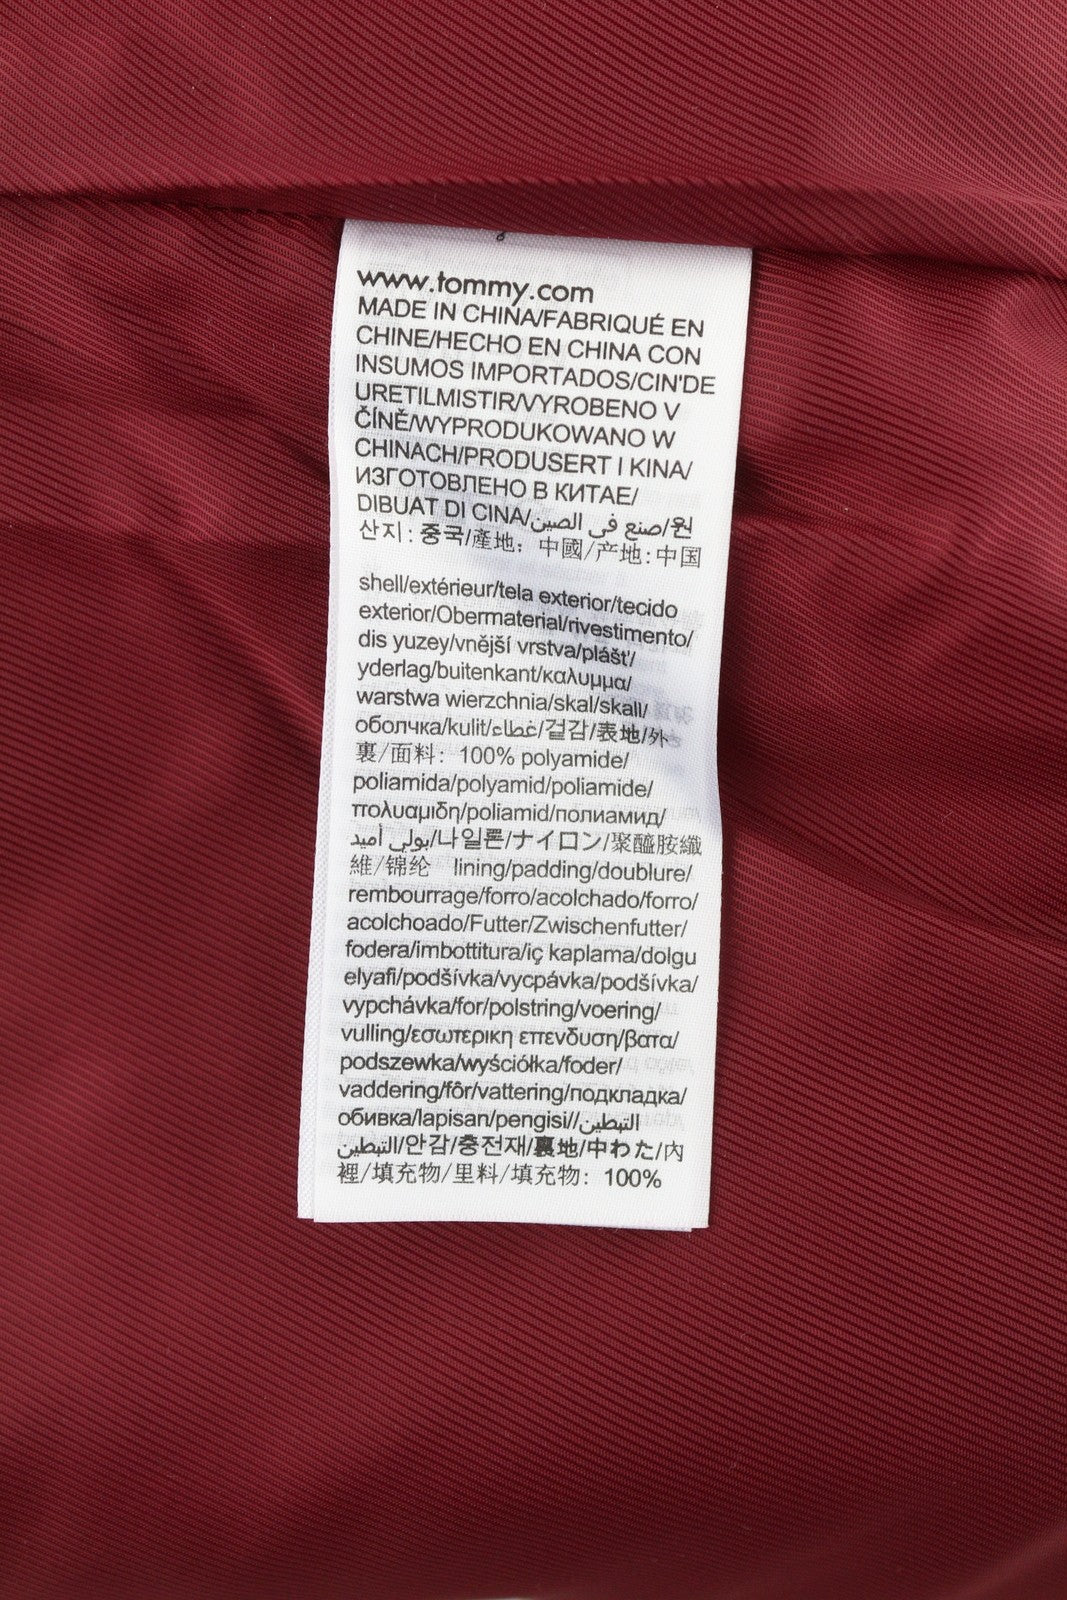 www.tommy.com
MADE IN CHINA/FABRIQUÉ EN
CHINE/HECHO EN CHINA CON
INSUMOS IMPORTADOS/CIN'DE
URETILMISTIR/VYROBENO V
ČÍNĚ/WYPRODUKOWANO W
CHINACH/PRODUSERT I KINA/
ИЗГОТОВЛЕНО В КИТАЕ/
DIBUAT DI CINA/صنع في الصين/원
산지: 중국/產地: 中國/产地: 中国
shell/extérieur/tela exterior/tecido
exterior/Obermaterial/rivestimento/
dis yuzey/vnější vrstva/plášt'/
yderlag/buitenkant/καλυμμα/
warstwa wierzchnia/skal/skall/
оболчка/kulit/غطاء/겉감/表地/外
裏/面料: 100% polyamide/
poliamida/polyamid/poliamide/
πολυαμιδη/poliamid/полиамид/
بولي أميد/나일론/ナイロン/聚醯胺纖
維/锦纶 lining/padding/doublure/
rembourrage/forro/acolchado/forro/
acolchoado/Futter/Zwischenfutter/
fodera/imbottitura/iç kaplama/dolgu
elyafi/podšívka/vycpávka/podšívka/
vypchávka/for/polstring/voering/
vulling/εσωτερικη επενδυση/βατα/
podszewka/wyściółka/foder/
vaddering/fôr/vattering/подкладка/
обивка/lapisan/pengisi//التبطين
التبطين/안감/충전재/裏地/中わた/內
裡/填充物/里料/填充物: 100%